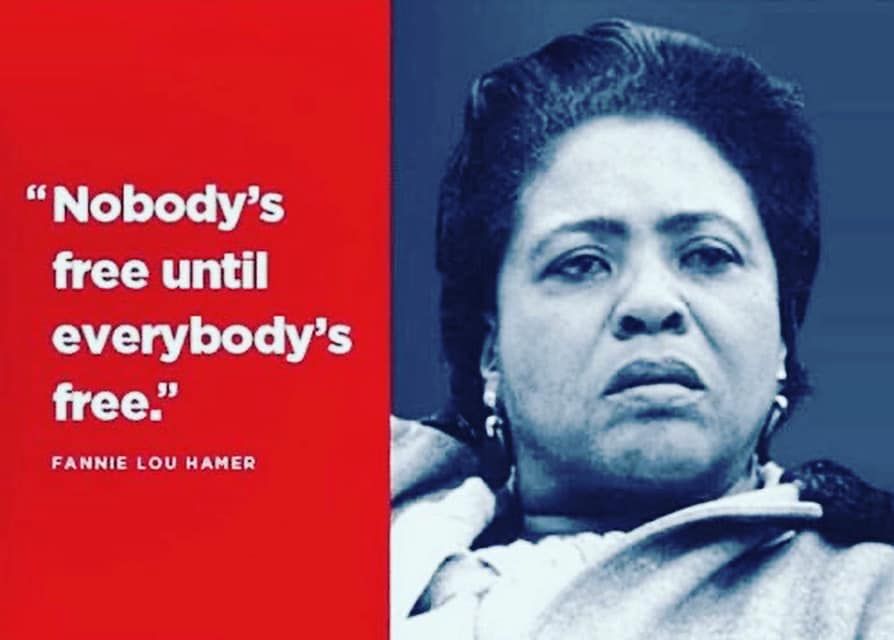 “Nobody’s
free until
everybody’s
free.”
FANNIE LOU HAMER